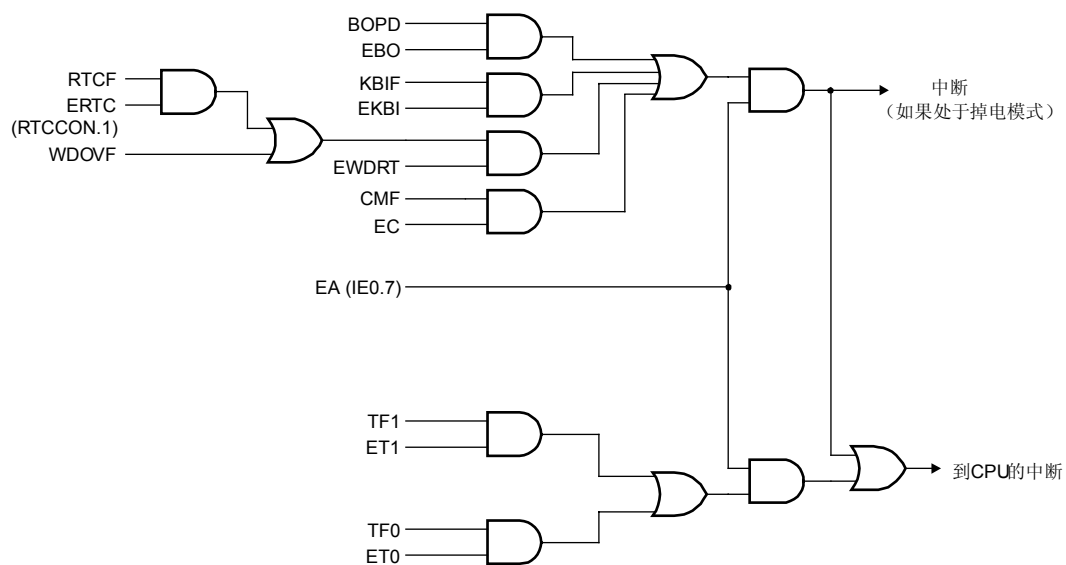 BOPD
EBO
RTCF
ERTC
(RTCCON.1)
WDOVF
KBIF
EKBI
EWDRT
CMF
EC
中断
（如果处于掉电模式）
EA (IE0.7)
TF1
ET1
TF0
ET0
到CPU的中断